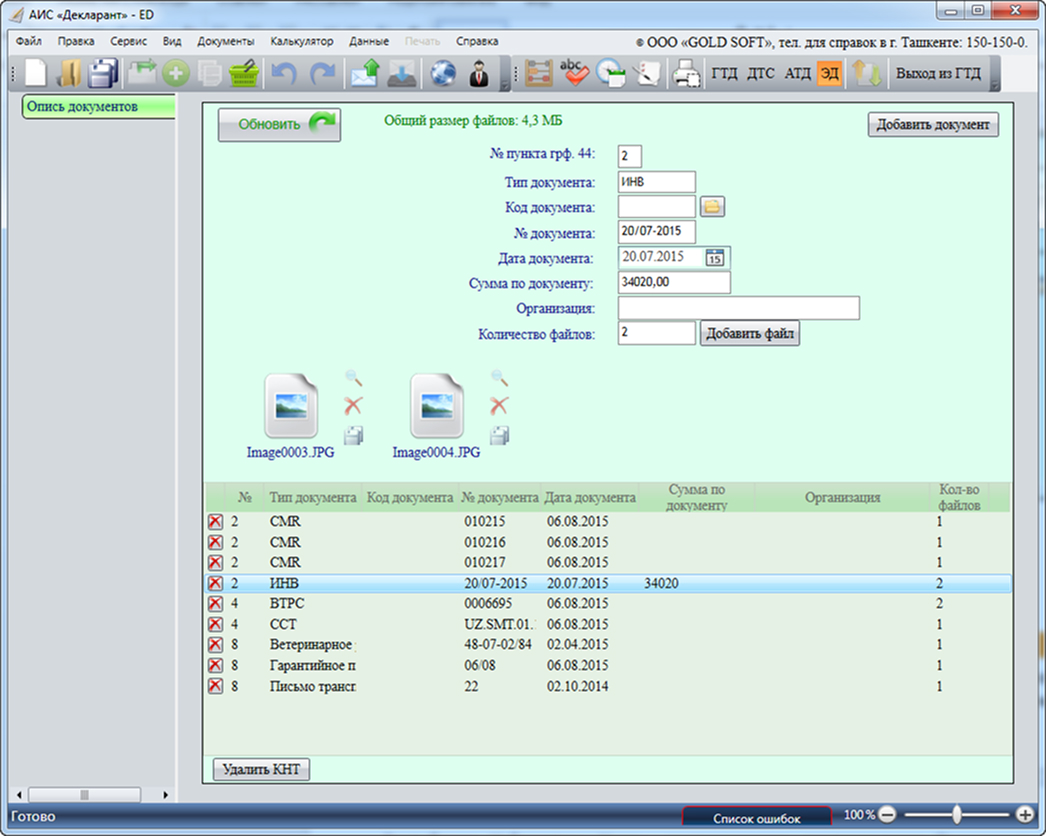 АИС «Декларант» - ED
Файл Правка Сервис Вид Документы Калькулятор Данные Печать Справка ® ООО «GOLD SOFT», тел. для справок в г. Ташкенте: 150-150-0.
abc ГТД ДТС АТД ЭД Выход из ГТД
Опись документов
Обновить Общий размер файлов: 4,3 МБ Добавить документ
№ пункта грф. 44: 2
Тип документа: ИНВ
Код документа:
№ документа: 20/07-2015
Дата документа: 20.07.2015 15
Сумма по документу: 34020,00
Организация:
Количество файлов: 2 Добавить файл
Image0003.JPG Image0004.JPG
№ Тип документа Код документа № документа Дата документа Сумма по документу Организация Кол-во файлов
2 CMR 010215 06.08.2015 1
2 CMR 010216 06.08.2015 1
2 CMR 010217 06.08.2015 1
2 ИНВ 20/07-2015 20.07.2015 34020 2
4 ВТРС 0006695 06.08.2015 2
4 ССТ UZ.SMT.01. 06.08.2015 1
8 Ветеринарное 48-07-02/84 02.04.2015 1
8 Гарантийное п 06/08 06.08.2015 1
8 Письмо трансп 22 02.10.2014 1
Удалить КНТ
Готово Список ошибок 100 %